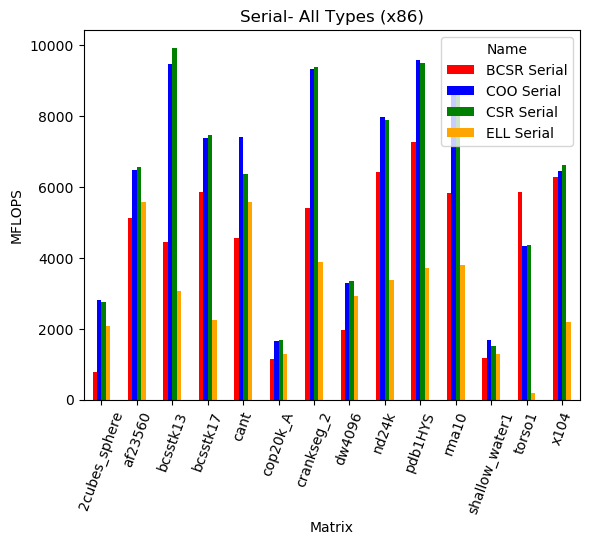 Serial- All Types (x86)
Name
BCSR Serial
COO Serial
CSR Serial
ELL Serial
MFLOPS
10000
8000
6000
4000
2000
0
2cubes_sphere
af23560
bcsstk13
bcsstk17
cant
cop20k_A
crankseg_2
dw4096
nd24k
pdb1HYS
rma10
shallow_water1
torso1
x104
Matrix